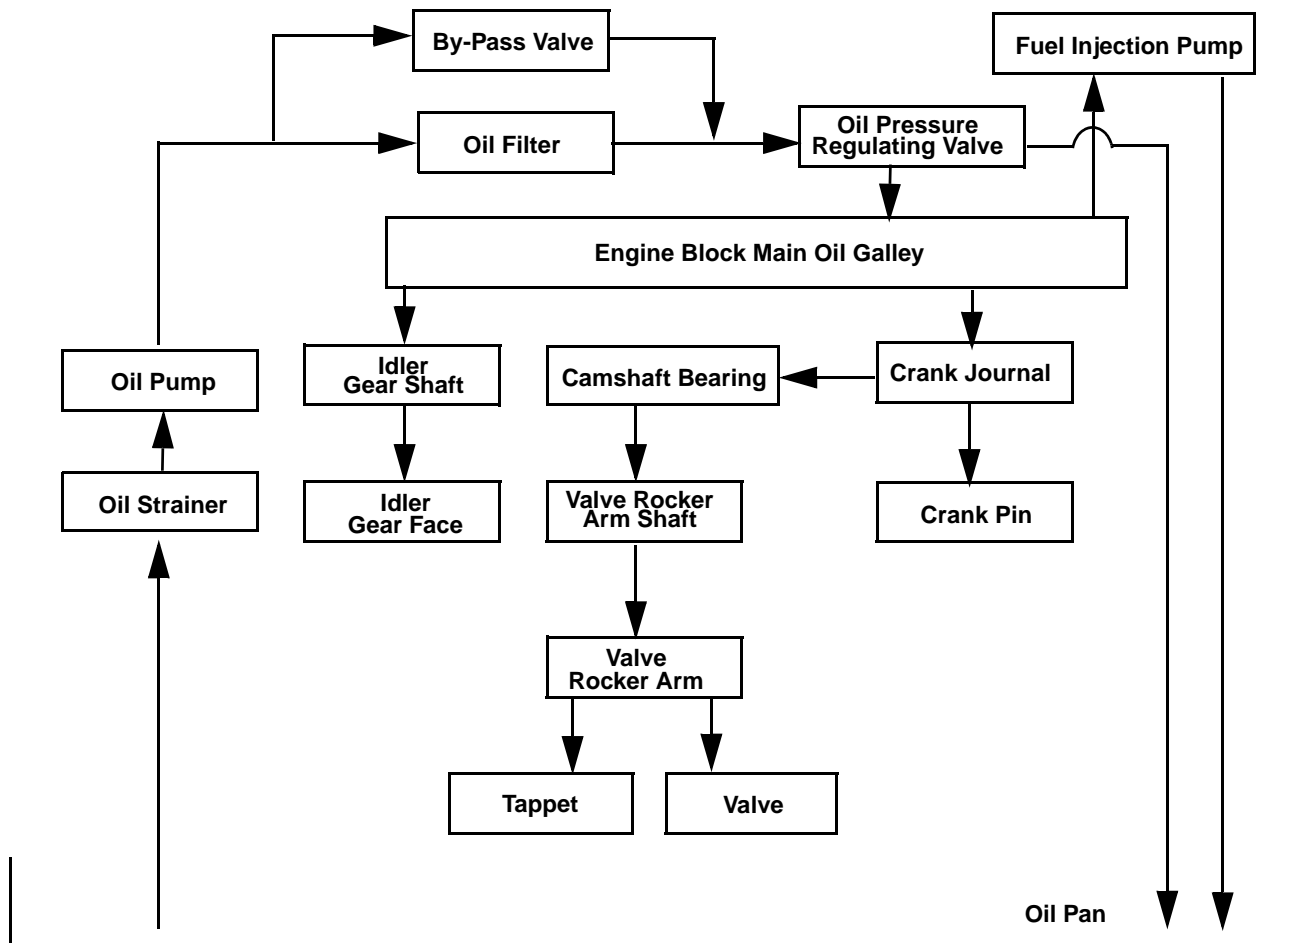 By-Pass Valve
Fuel Injection Pump
Oil Filter
Oil Pressure
Regulating Valve
Engine Block Main Oil Galley
Oil Pump
Idler
Gear Shaft
Camshaft Bearing
Crank Journal
Oil Strainer
Idler
Gear Face
Valve Rocker
Arm Shaft
Crank Pin
Valve
Rocker Arm
Tappet
Valve
Oil Pan